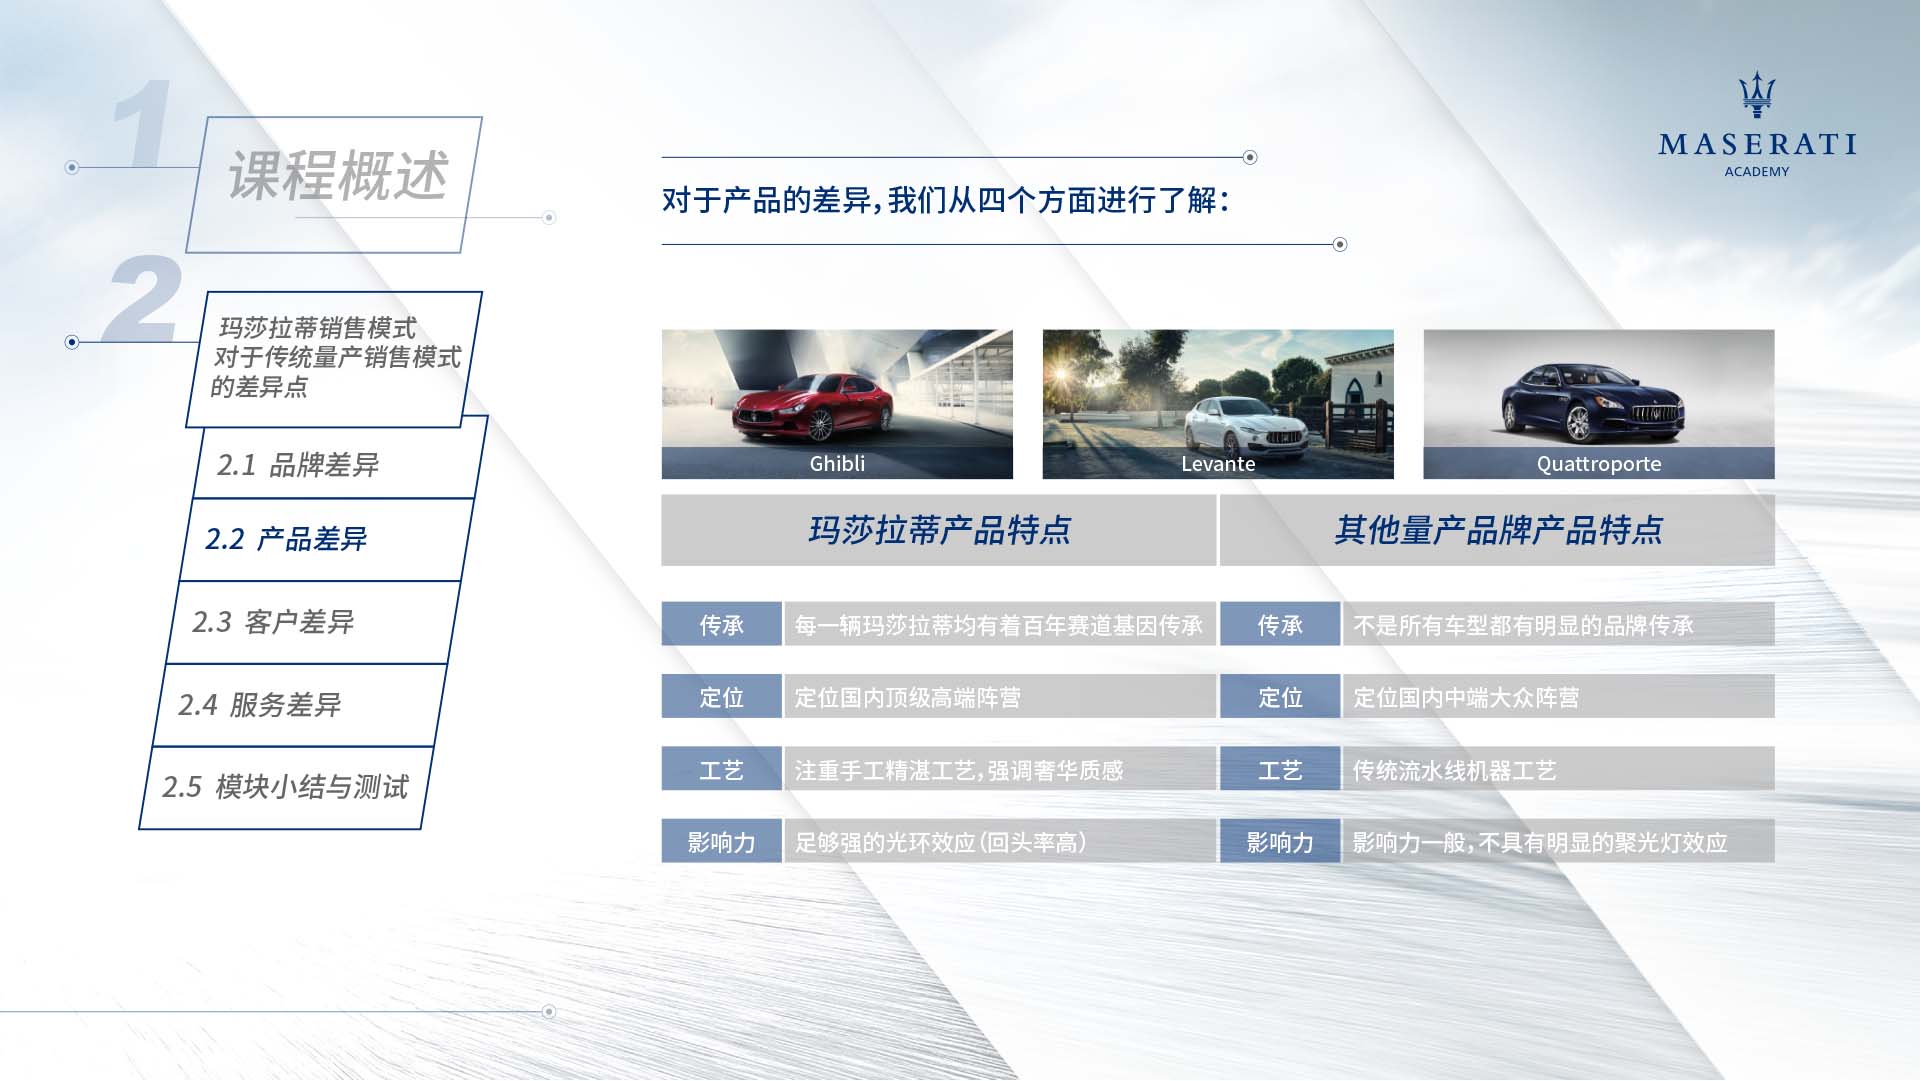 1
课程概述
2
玛莎拉蒂销售模式
对于传统量产销售模式
的差异点
2.1 品牌差异
2.2 产品差异
2.3 客户差异
2.4 服务差异
2.5 模块小结与测试
MASERATI
ACADEMY
对于产品的差异，我们从四个方面进行了解：
Ghibli
Levante
Quattroporte
玛莎拉蒂产品特点
其他量产品牌产品特点
传承 每一辆玛莎拉蒂均有着百年赛道基因传承 传承 不是所有车型都有明显的品牌传承
定位 定位国内顶级高端阵营 定位 定位国内中端大众阵营
工艺 注重手工精湛工艺，强调奢华质感 工艺 传统流水线机器工艺
影响力 足够强的光环效应（回头率高） 影响力 影响力一般，不具有明显的聚光灯效应